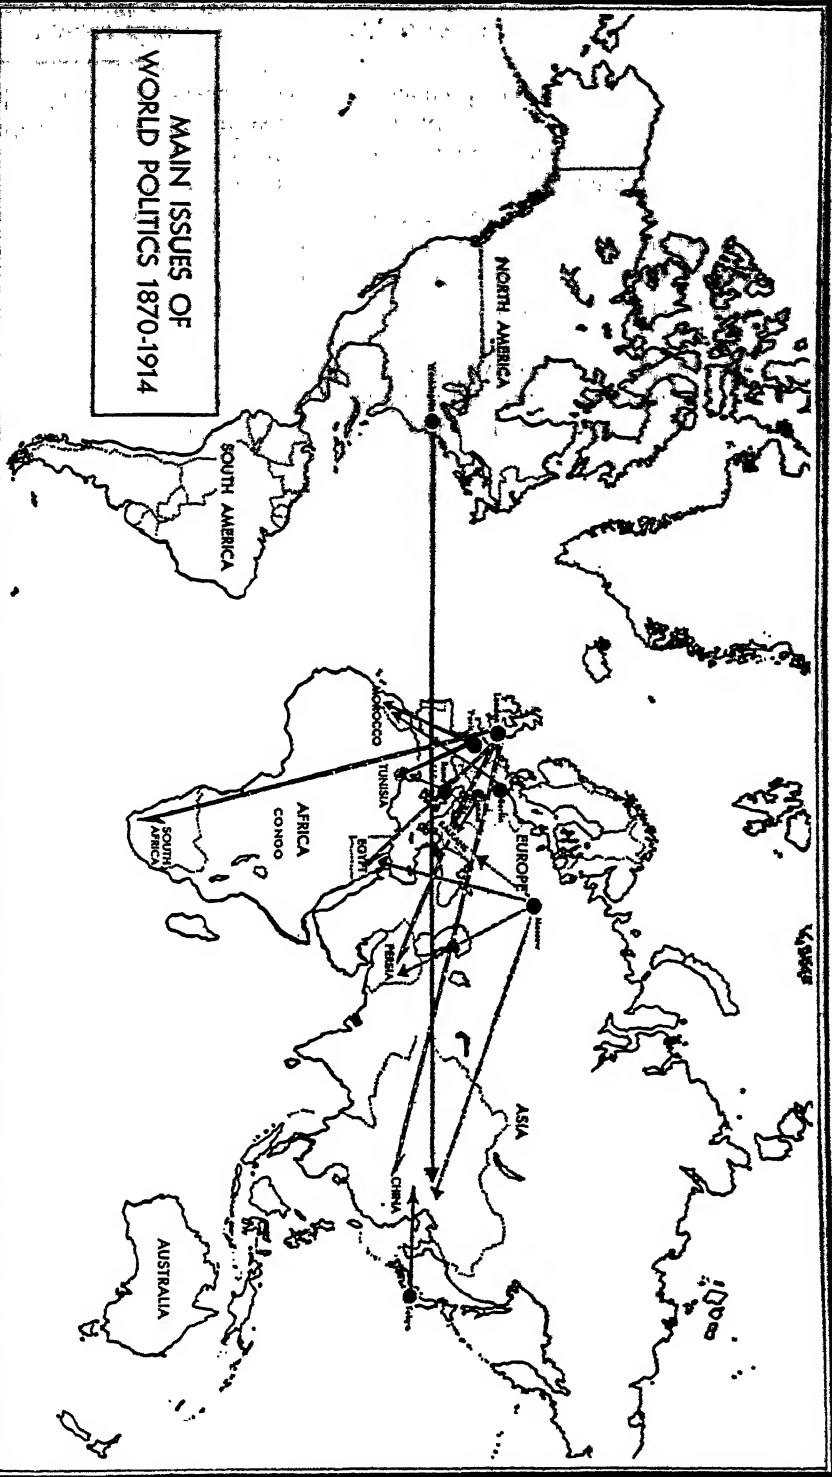 MAIN ISSUES OF
WORLD POLITICS 1870-1914
NORTH AMERICA
SOUTH AMERICA
EUROPE
ASIA
MOROCCO
TUNISIA
EGYPT
AFRICA
CONGO
SOUTH
AFRICA
PERSIA
CHINA
AUSTRALIA